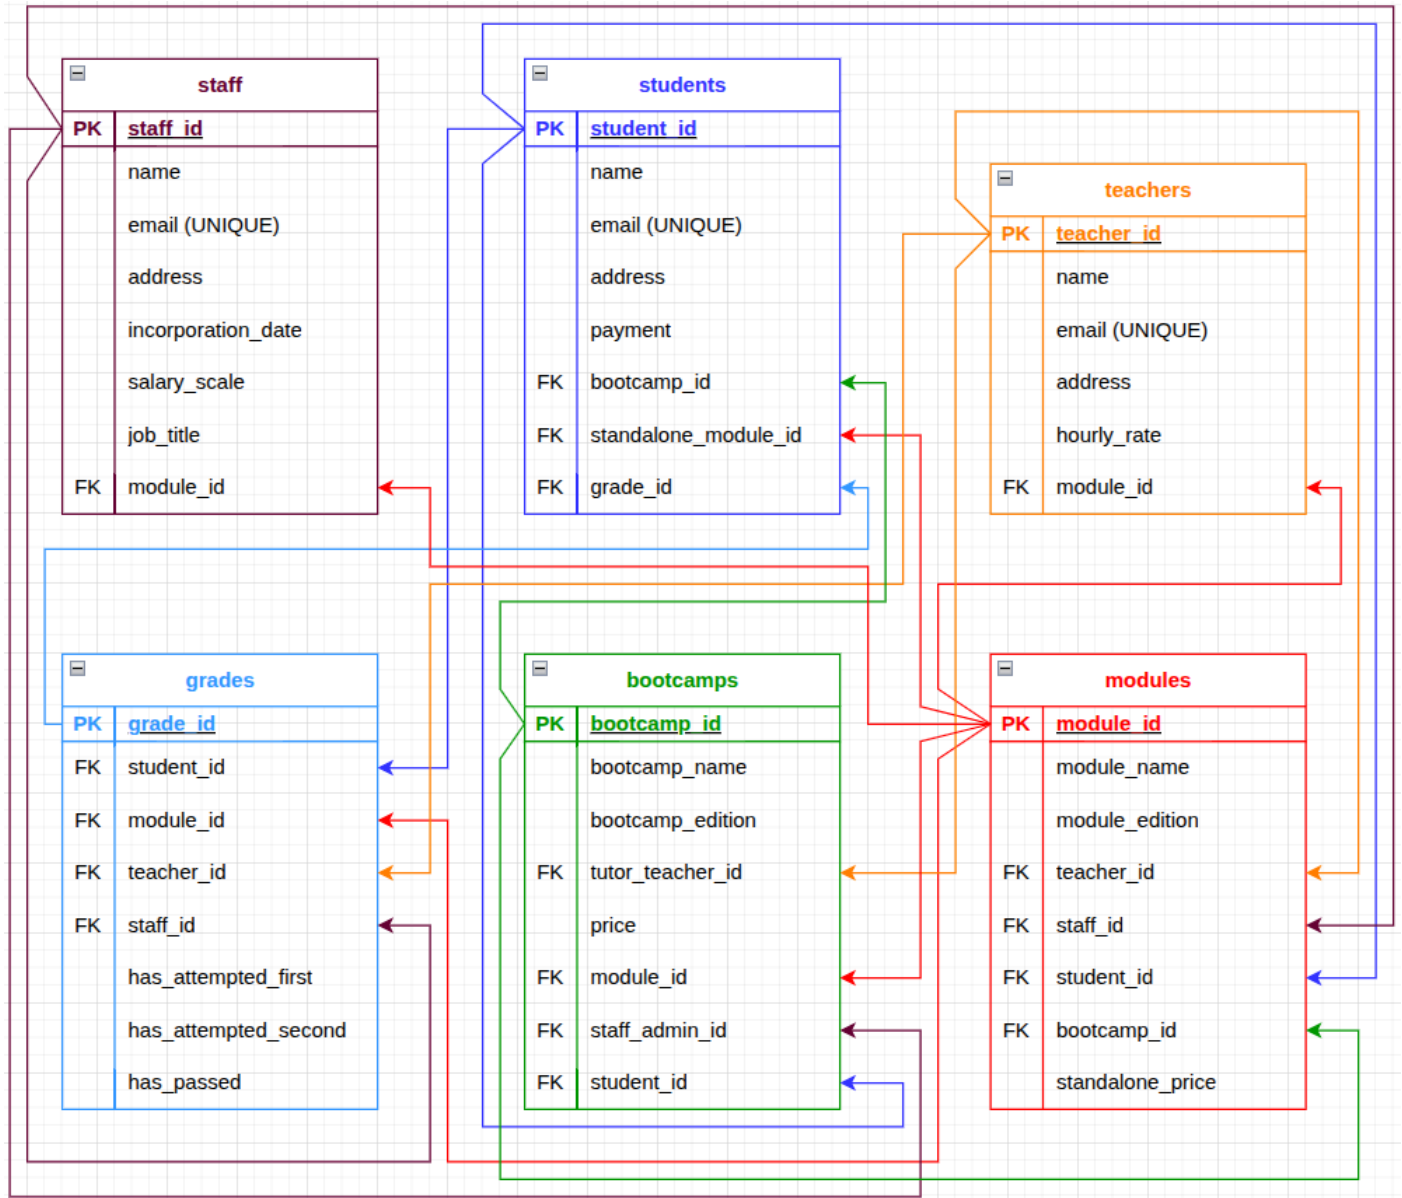 staff
PK staff_id
name
email (UNIQUE)
address
incorporation_date
salary_scale
job_title
FK module_id
students
PK student_id
name
email (UNIQUE)
address
payment
FK bootcamp_id
FK standalone_module_id
FK grade_id
teachers
PK teacher_id
name
email (UNIQUE)
address
hourly_rate
FK module_id
grades
PK grade_id
FK student_id
FK module_id
FK teacher_id
FK staff_id
has_attempted_first
has_attempted_second
has_passed
bootcamps
PK bootcamp_id
bootcamp_name
bootcamp_edition
FK tutor_teacher_id
price
FK module_id
FK staff_admin_id
FK student_id
modules
PK module_id
module_name
module_edition
FK teacher_id
FK staff_id
FK student_id
FK bootcamp_id
standalone_price